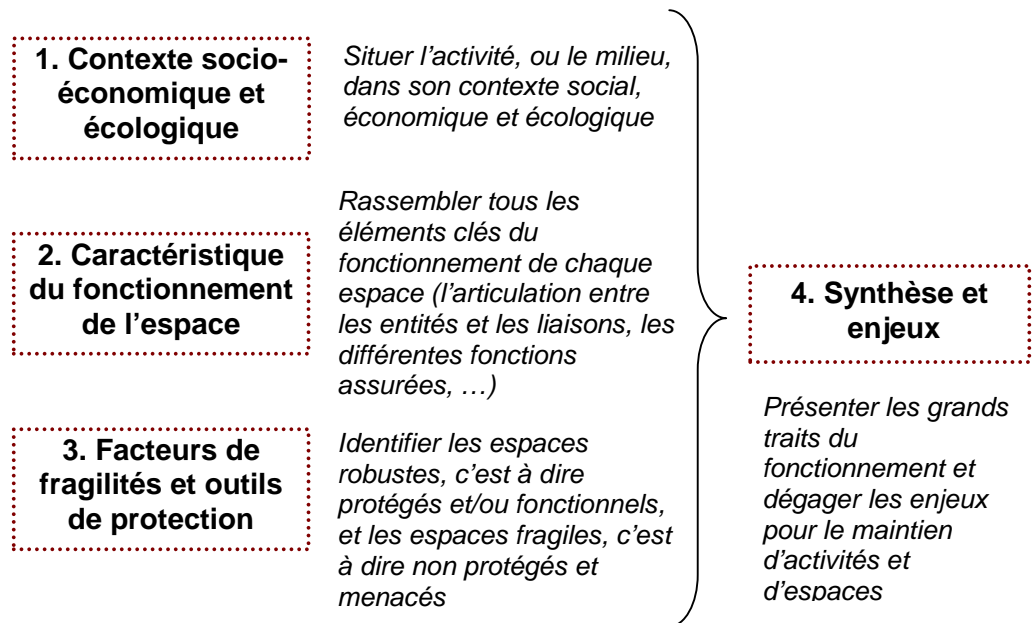 1. Contexte socio-
économique et
écologique
Situer l’activité, ou le milieu,
dans son contexte social,
économique et écologique
2. Caractéristique
du fonctionnement
de l’espace
Rassembler tous les
éléments clés du
fonctionnement de chaque
espace (l’articulation entre
les entités et les liaisons, les
différentes fonctions
assurées, …)
3. Facteurs de
fragilités et outils
de protection
Identifier les espaces
robustes, c’est à dire
protégés et/ou fonctionnels,
et les espaces fragiles, c’est
à dire non protégés et
menacés
4. Synthèse et
enjeux
Présenter les grands
traits du
fonctionnement et
dégager les enjeux
pour le maintien
d’activités et
d’espaces